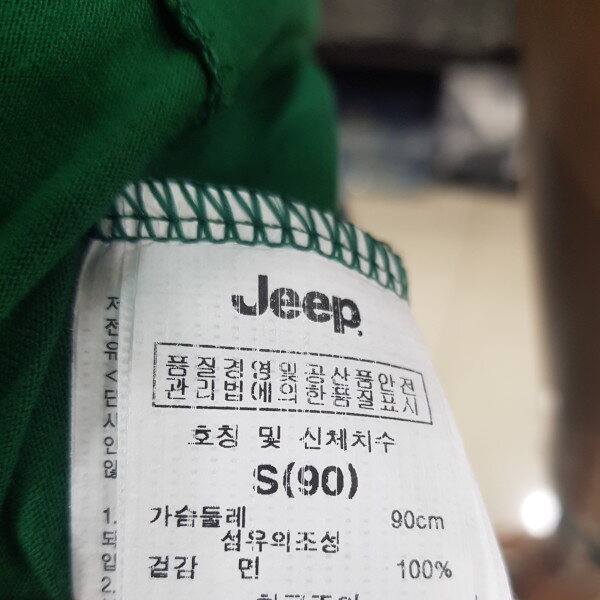 Jeep
품질경영및공산품안전
관리법에의한품질표시
호칭 및 신체치수
S(90)
가슴둘레 90cm
섬유의조성
겉감 면 100%